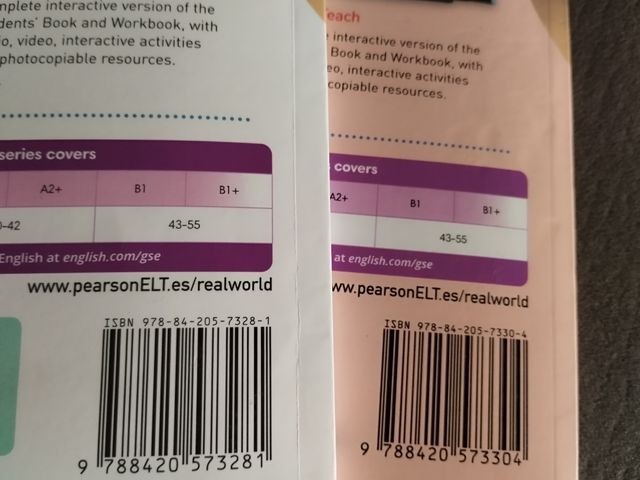 mplete interactive version of the
dents' Book and Workbook, with
o, video, interactive activities
photocopiable resources.
series covers
A2+ B1 B1+
0-42 43-55
English at english.com/gse
www.pearsonELT.es/realworld
ISBN 978-84-205-7328-1
9 788420 573281
each
interactive version of the
Book and Workbook, with
eo, interactive activities
copiable resources.
covers
A2+ B1 B1+
43-55
at english.com/gse
ww.pearsonELT.es/realworld
ISBN 978-84-205-7330-4
9 788420 573304